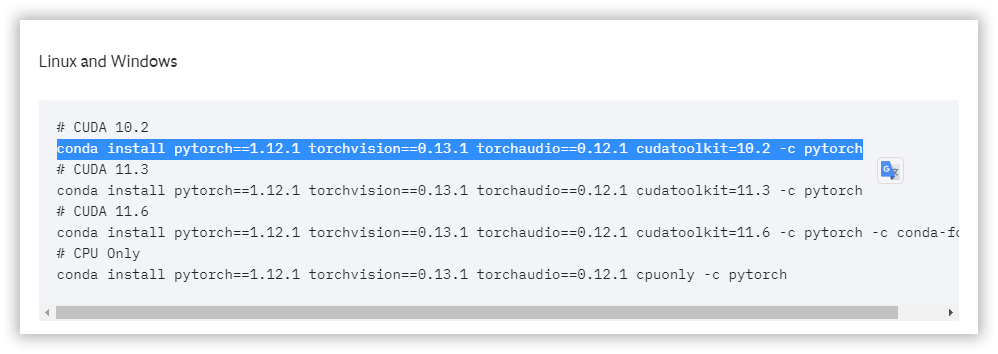 Linux and Windows
# CUDA 10.2
conda install pytorch==1.12.1 torchvision==0.13.1 torchaudio==0.12.1 cudatoolkit=10.2 -c pytorch
# CUDA 11.3
conda install pytorch==1.12.1 torchvision==0.13.1 torchaudio==0.12.1 cudatoolkit=11.3 -c pytorch
# CUDA 11.6
conda install pytorch==1.12.1 torchvision==0.13.1 torchaudio==0.12.1 cudatoolkit=11.6 -c pytorch -c conda-fo
# CPU Only
conda install pytorch==1.12.1 torchvision==0.13.1 torchaudio==0.12.1 cpuonly -c pytorch